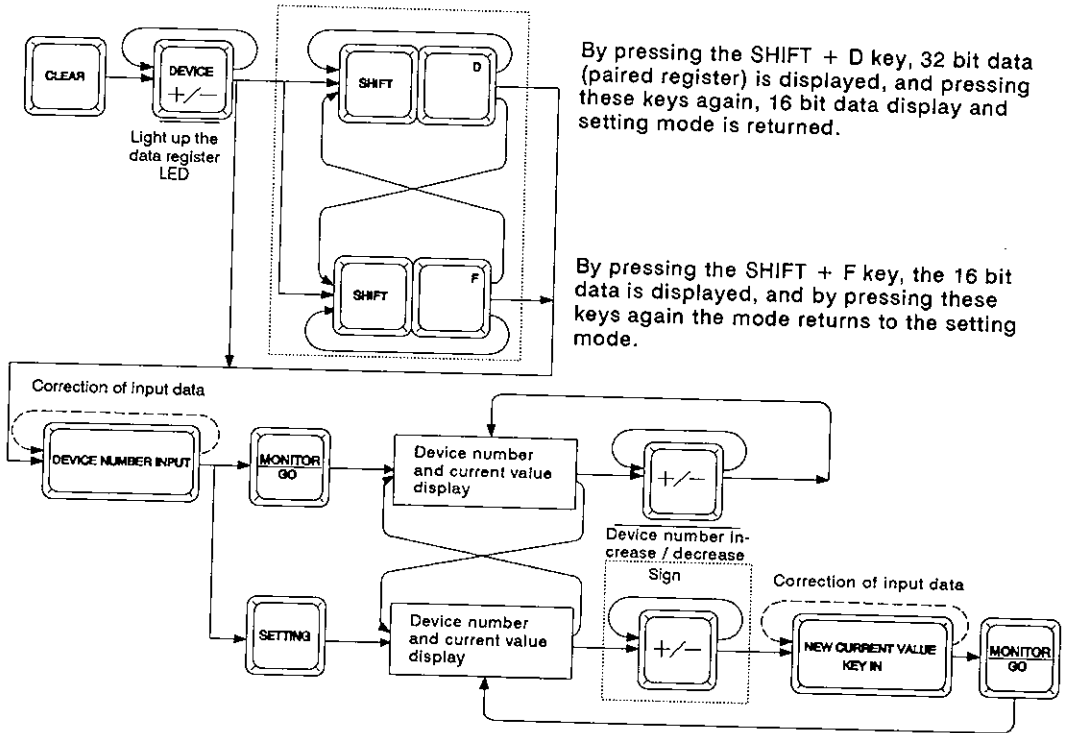 CLEAR
DEVICE
+/−
Light up the
data register
LED
SHIFT
D
By pressing the SHIFT + D key, 32 bit data
(paired register) is displayed, and pressing
these keys again, 16 bit data display and
setting mode is returned.
SHIFT
F
By pressing the SHIFT + F key, the 16 bit
data is displayed, and by pressing these
keys again the mode returns to the setting
mode.
Correction of input data
DEVICE NUMBER INPUT
MONITOR
GO
Device number
and current value
display
+/−
Device number in-
crease / decrease
SETTING
Device number
and current value
display
Sign
+/−
Correction of input data
NEW CURRENT VALUE
KEY IN
MONITOR
GO